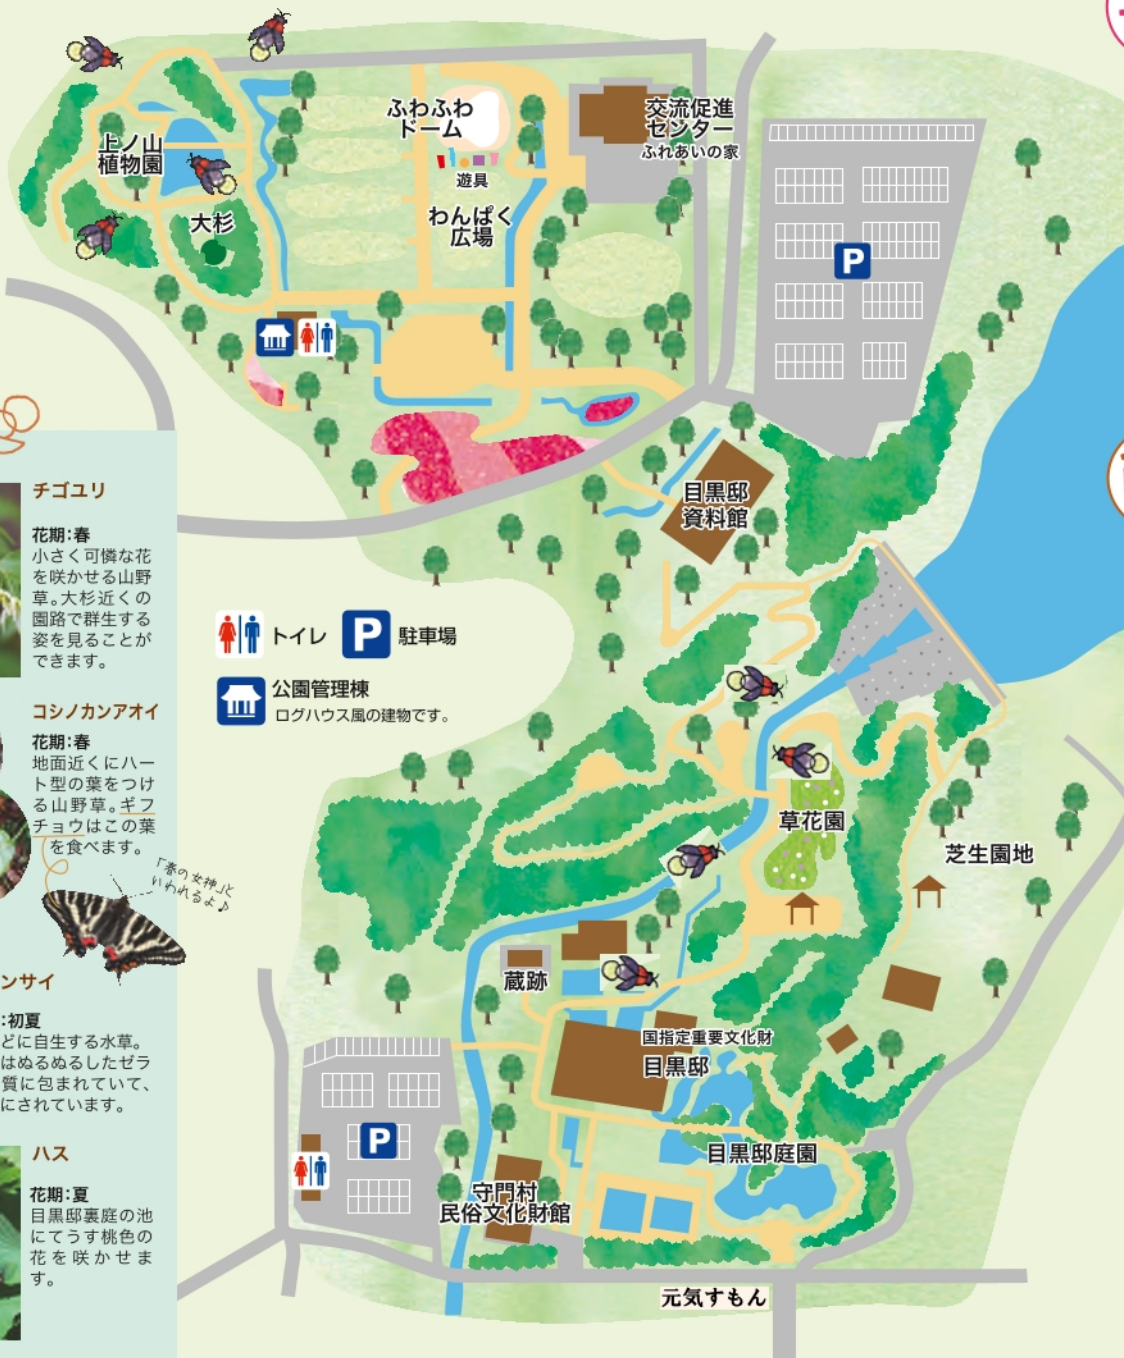 上ノ山
植物園
大杉
ふわふわ
ドーム
遊具
わんぱく
広場
交流促進
センター
ふれあいの家
P
目黒邸
資料館
トイレ
P
駐車場
公園管理棟
ログハウス風の建物です。
草花園
芝生園地
蔵跡
国指定重要文化財
目黒邸
目黒邸庭園
P
守門村
民俗文化財館
元気すもん
チゴユリ
花期:春
小さく可憐な花
を咲かせる山野
草。大杉近くの
園路で群生する
姿を見ることが
できます。
コシノカンアオイ
花期:春
地面近くにハー
ト型の葉をつけ
る山野草。ギフ
チョウはこの葉
を食べます。
「春の女神」と
いわれるよ♪
ンサイ
:初夏
どに自生する水草。
はぬるぬるしたゼラ
質に包まれていて、
にされています。
ハス
花期:夏
目黒邸裏庭の池
にてうす桃色の
花を咲かせま
す。